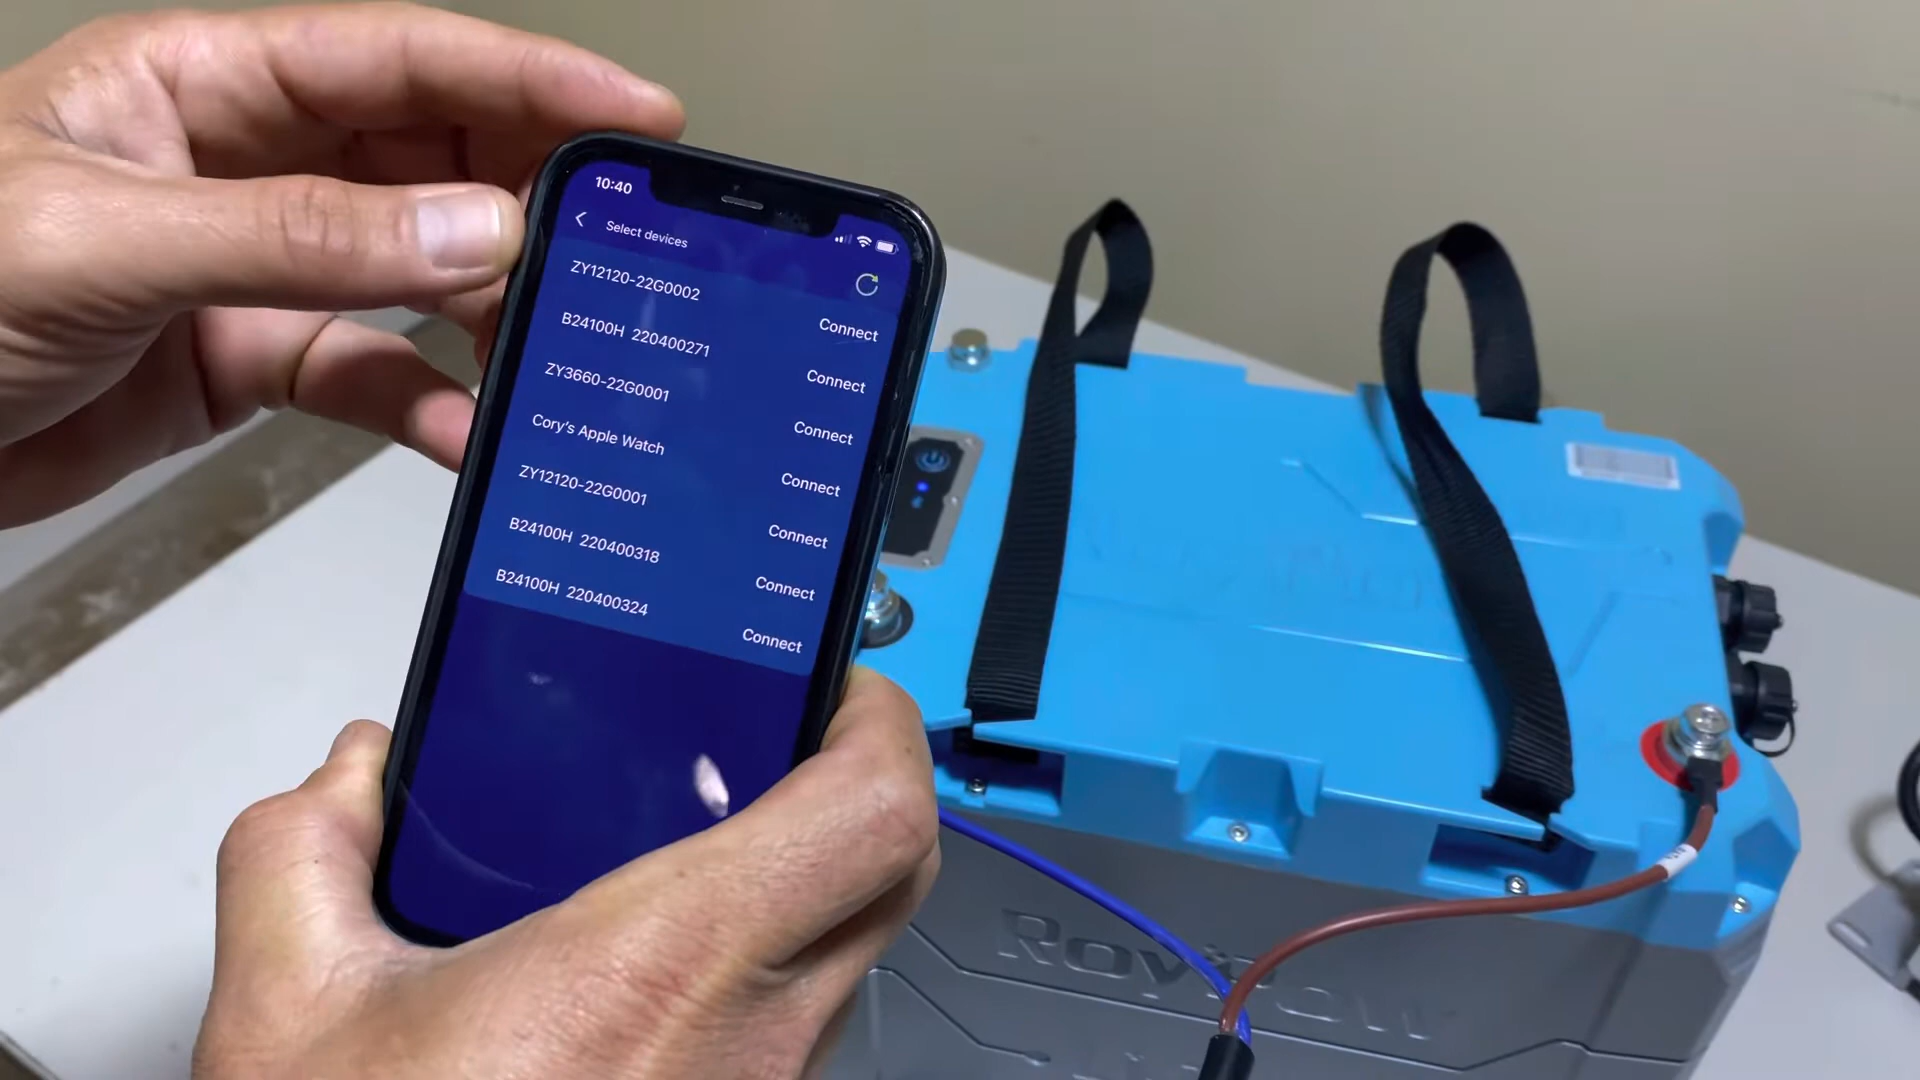 10:40
Select devices
ZY12120-22G0002
Connect
B24100H 220400271
Connect
ZY3660-22G0001
Connect
Cory's Apple Watch
Connect
ZY12120-22G0001
Connect
B24100H 220400318
Connect
B24100H 220400324
Connect
ROYPOW